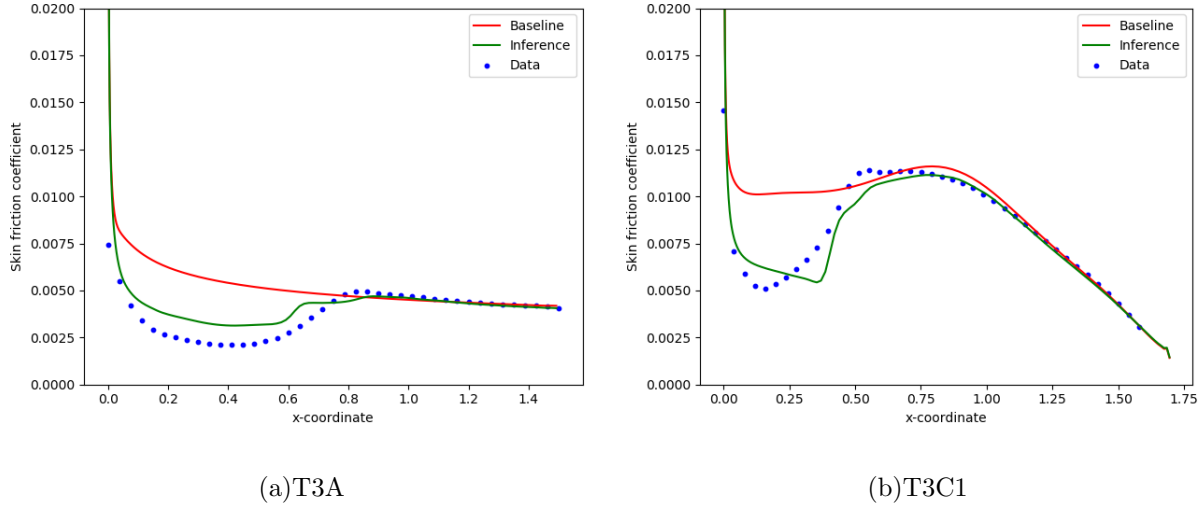 0.0200
0.0175
0.0150
0.0125
0.0100
0.0075
0.0050
0.0025
0.0000
Skin friction coefficient
0.0 0.2 0.4 0.6 0.8 1.0 1.2 1.4
x-coordinate
Baseline
Inference
Data
(a)T3A
0.0200
0.0175
0.0150
0.0125
0.0100
0.0075
0.0050
0.0025
0.0000
Skin friction coefficient
0.00 0.25 0.50 0.75 1.00 1.25 1.50 1.75
x-coordinate
Baseline
Inference
Data
(b)T3C1